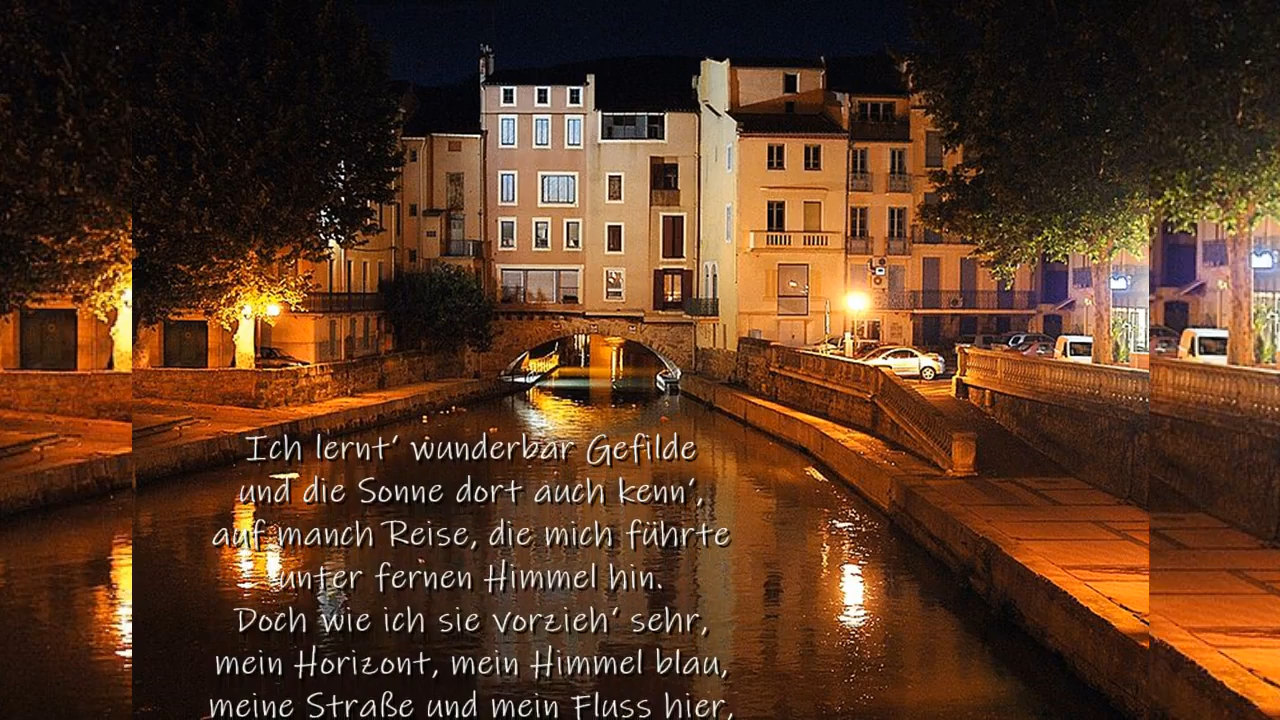 Ich lernt’ wunderbar Gefilde
und die Sonne dort auch kenn’,
auf manch Reise, die mich führte
unter fernen Himmel hin.
Doch wie ich sie vorzieh’ sehr,
mein Horizont, mein Himmel blau,
meine Straße und mein Fluss hier,